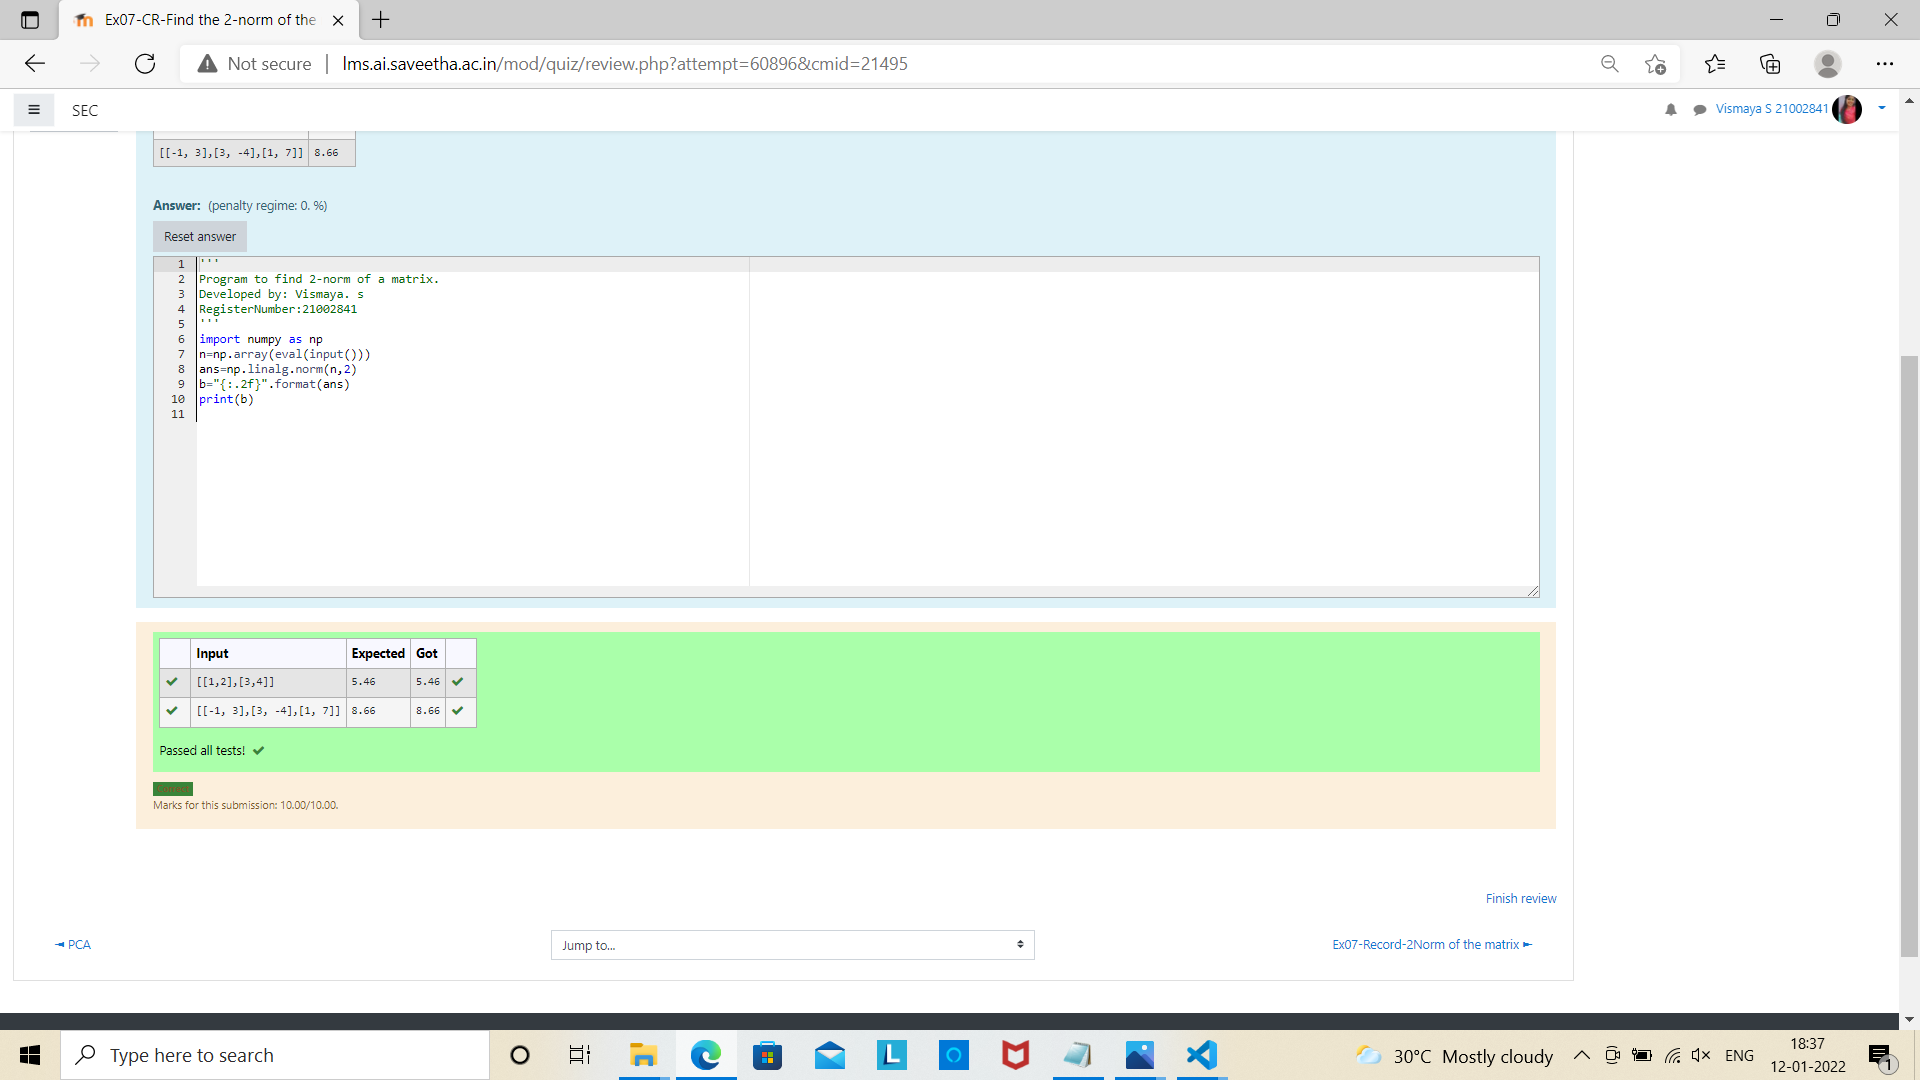 Ex07-CR-Find the 2-norm of the
Not secure
lms.ai.saveetha.ac.in/mod/quiz/review.php?attempt=60896&cmid=21495
SEC
Vismaya S 21002841
[[-1, 3],[3, -4],[1, 7]] 8.66
Answer: (penalty regime: 0. %)
Reset answer
1 '''
2 Program to find 2-norm of a matrix.
3 Developed by: Vismaya. s
4 RegisterNumber:21002841
5 '''
6 import numpy as np
7 n=np.array(eval(input()))
8 ans=np.linalg.norm(n,2)
9 b="{:.2f}".format(ans)
10 print(b)
11
Input Expected Got
[[1,2],[3,4]] 5.46 5.46
[[-1, 3],[3, -4],[1, 7]] 8.66 8.66
Passed all tests!
Marks for this submission: 10.00/10.00.
Finish review
◄ PCA
Jump to...
Ex07-Record-2Norm of the matrix ►
Type here to search
30°C Mostly cloudy
ENG
18:37
12-01-2022
1